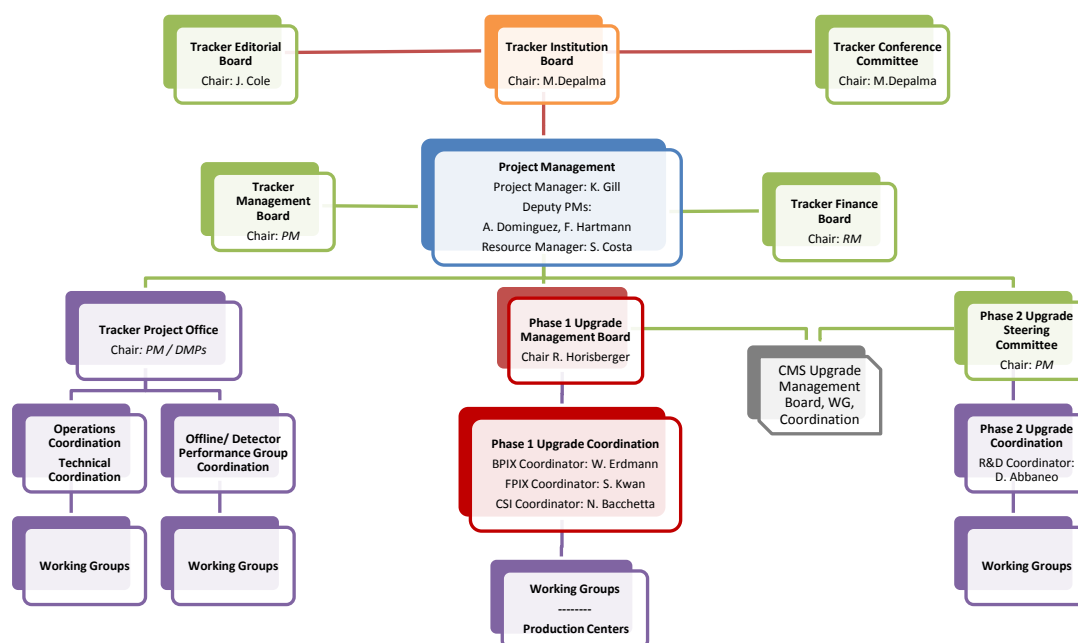 Tracker Editorial
Board
Chair: J. Cole
Tracker Institution
Board
Chair: M.Depalma
Tracker Conference
Committee
Chair: M.Depalma
Tracker
Management
Board
Chair: PM
Project Management
Project Manager: K. Gill
Deputy PMs:
A. Dominguez, F. Hartmann
Resource Manager: S. Costa
Tracker Finance
Board
Chair: RM
Tracker Project Office
Chair: PM / DMPs
Phase 1 Upgrade
Management Board
Chair R. Horisberger
CMS Upgrade
Management
Board, WG,
Coordination
Phase 2 Upgrade
Steering
Committee
Chair: PM
Operations
Coordination
Technical
Coordination
Offline/ Detector
Performance Group
Coordination
Phase 1 Upgrade Coordination
BPIX Coordinator: W. Erdmann
FPIX Coordinator: S. Kwan
CSI Coordinator: N. Bacchetta
Phase 2 Upgrade
Coordination
R&D Coordinator:
D. Abbaneo
Working Groups
Working Groups
Working Groups
--------
Production Centers
Working Groups